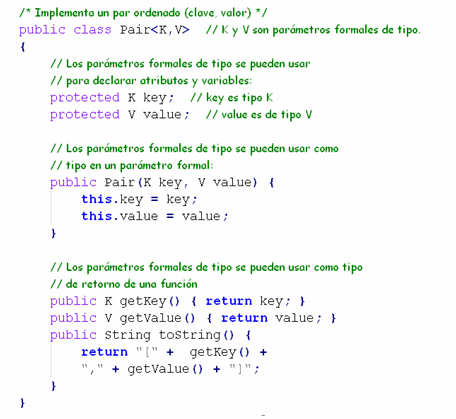 /* Implementa un par ordenado (clave, valor) */
public class Pair<K,V> // K y V son parámetros formales de tipo.
{
// Los parámetros formales de tipo se pueden usar
// para declarar atributos y variables:
protected K key; // key es tipo K
protected V value; // value es de tipo V
// Los parámetros formales de tipo se pueden usar como
// tipo en un parámetro formal:
public Pair(K key, V value) {
this.key = key;
this.value = value;
}
// Los parámetros formales de tipo se pueden usar como tipo
// de retorno de una función
public K getKey() { return key; }
public V getValue() { return value; }
public String toString() {
return "[" + getKey() +
"," + getValue() + "]";
}
}